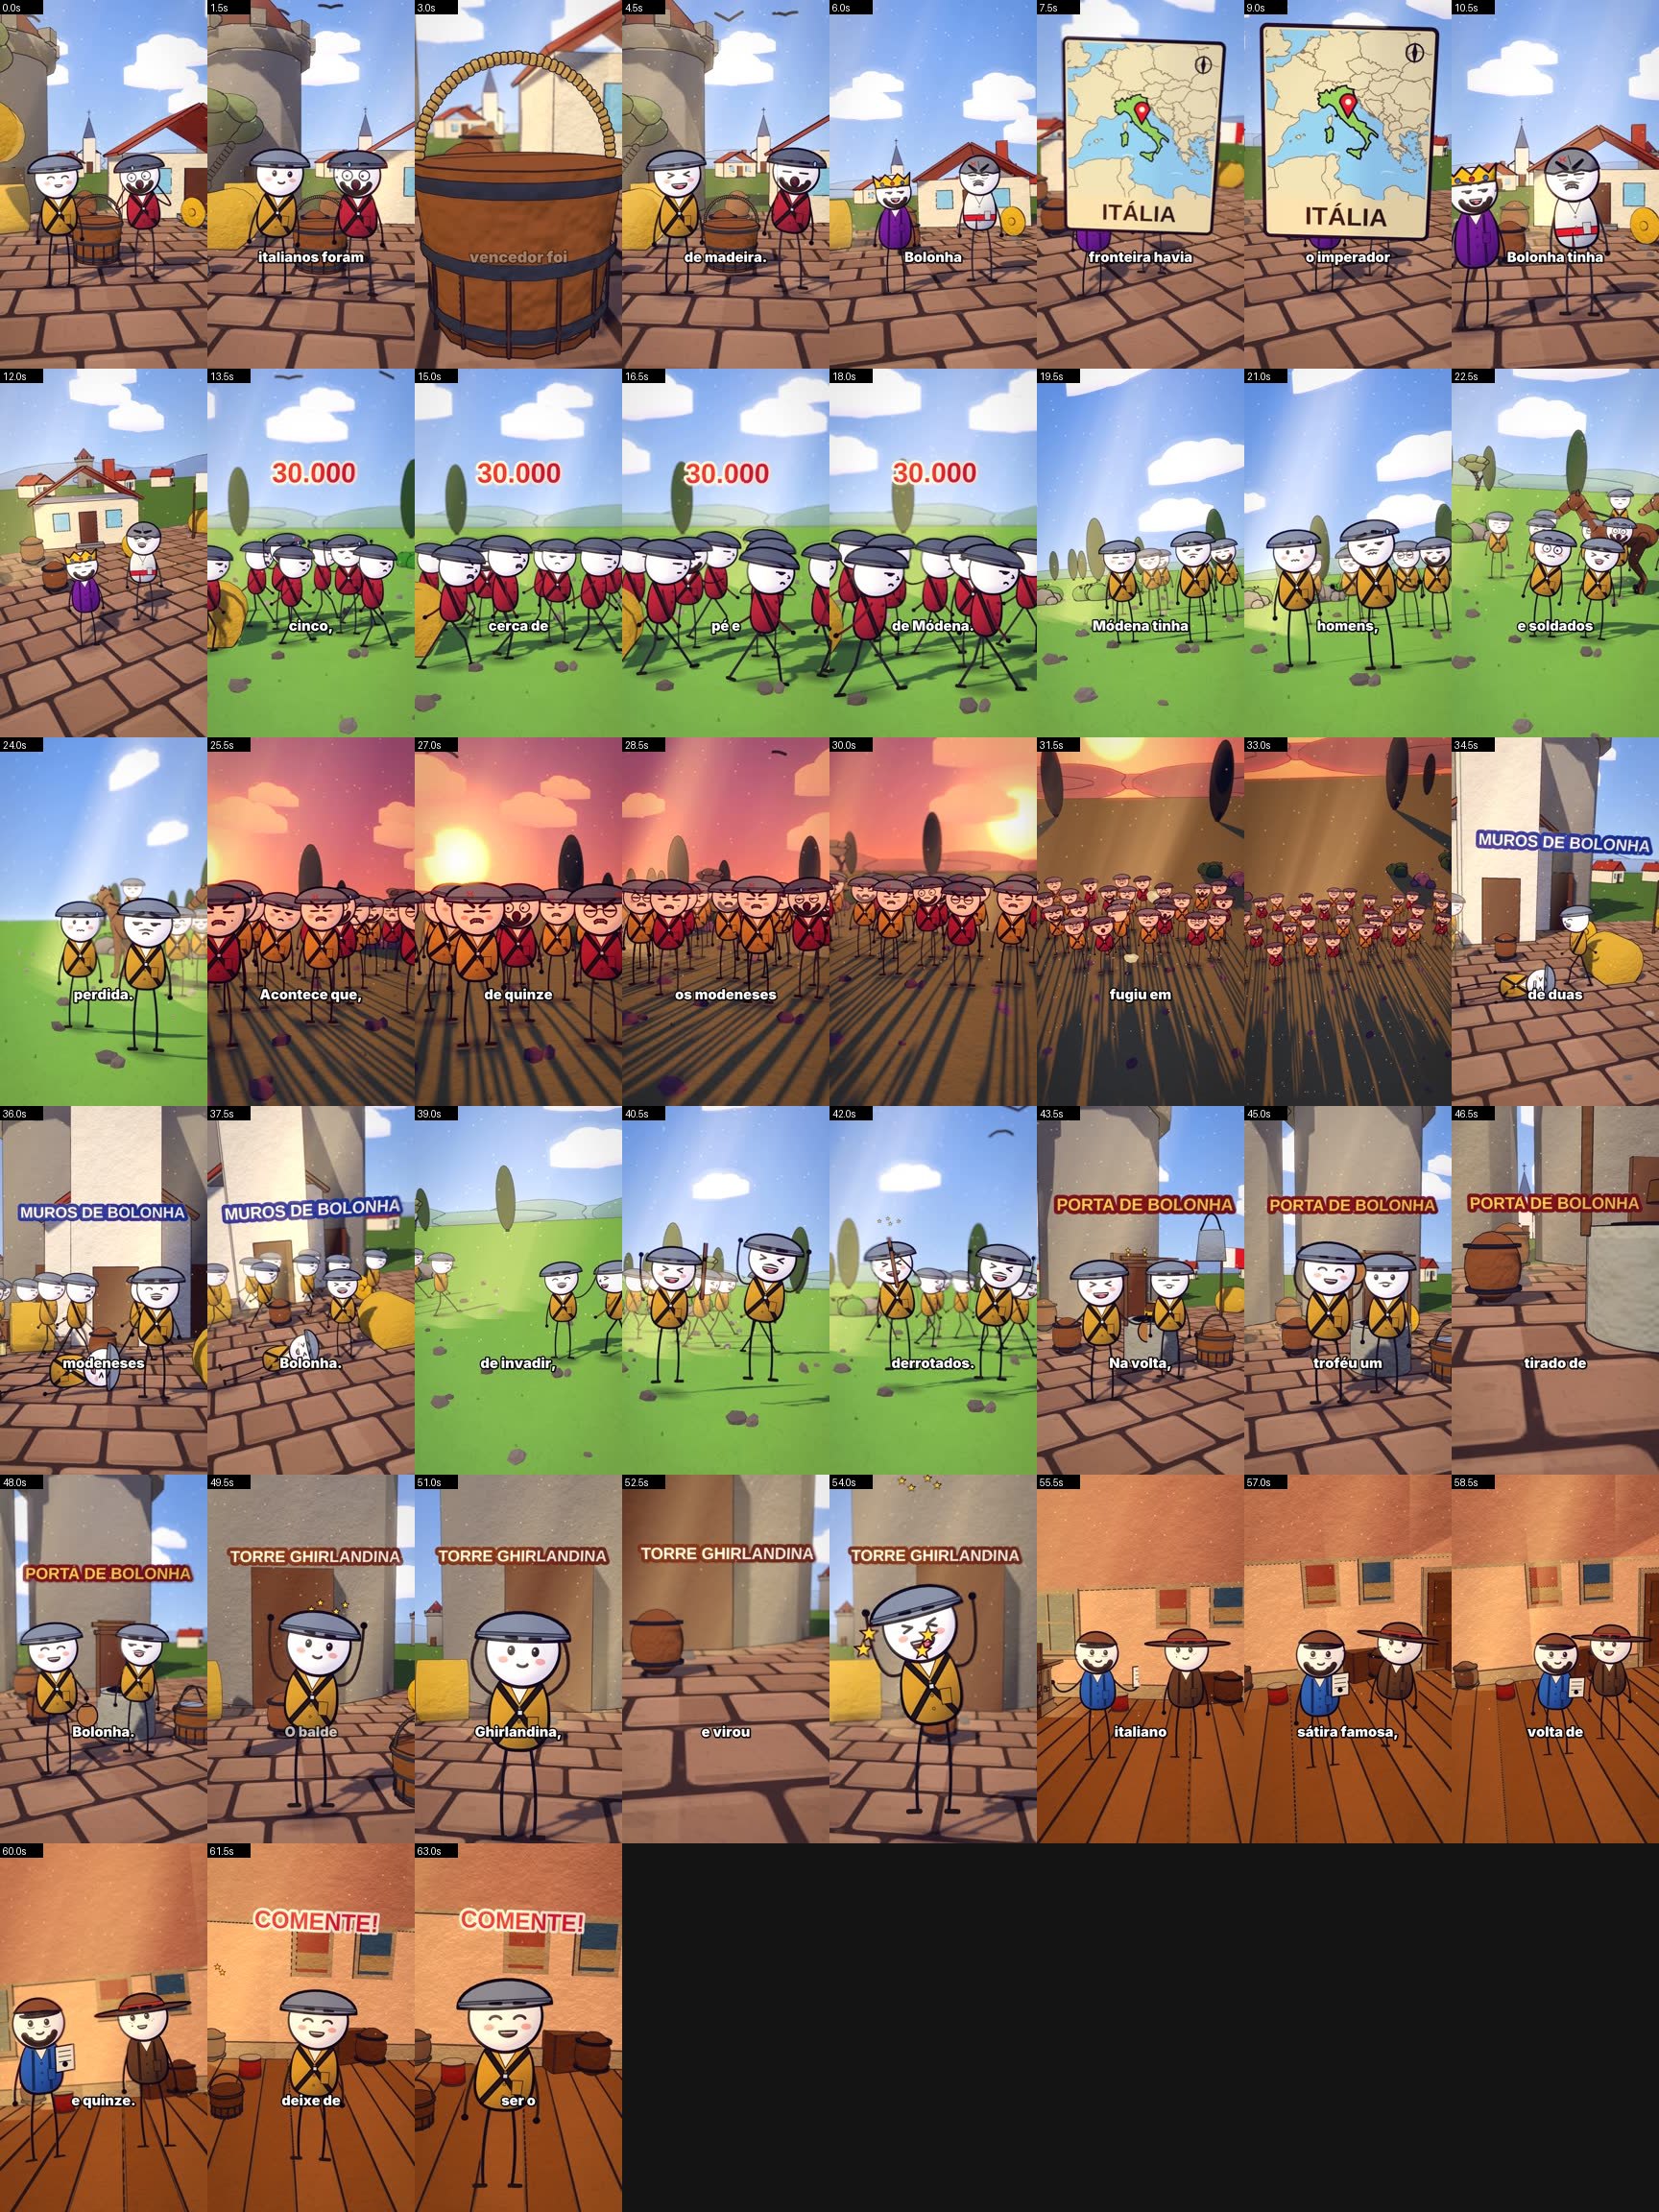 0.0s
1.5s
italianos foram
3.0s
vencedor foi
4.5s
de madeira.
6.0s
Bolonha
7.5s
ITÁLIA
fronteira havia
9.0s
ITÁLIA
o imperador
10.5s
Bolonha tinha
12.0s
13.5s
30.000
cinco,
15.0s
30.000
cerca de
16.5s
30.000
pé e
18.0s
30.000
de Módena.
19.5s
Módena tinha
21.0s
homens,
22.5s
e soldados
24.0s
perdida.
25.5s
Acontece que,
27.0s
de quinze
28.5s
os modeneses
30.0s
31.5s
fugiu em
33.0s
34.5s
MUROS DE BOLONHA
de duas
36.0s
MUROS DE BOLONHA
modeneses
37.5s
MUROS DE BOLONHA
Bolonha.
39.0s
de invadir,
40.5s
42.0s
derrotados.
43.5s
PORTA DE BOLONHA
Na volta,
45.0s
PORTA DE BOLONHA
troféu um
46.5s
PORTA DE BOLONHA
tirado de
48.0s
PORTA DE BOLONHA
Bolonha.
49.5s
TORRE GHIRLANDINA
O balde
51.0s
TORRE GHIRLANDINA
Ghirlandina,
52.5s
TORRE GHIRLANDINA
e virou
54.0s
TORRE GHIRLANDINA
55.5s
italiano
57.0s
sátira famosa,
58.5s
volta de
60.0s
e quinze.
61.5s
COMENTE!
deixe de
63.0s
COMENTE!
ser o